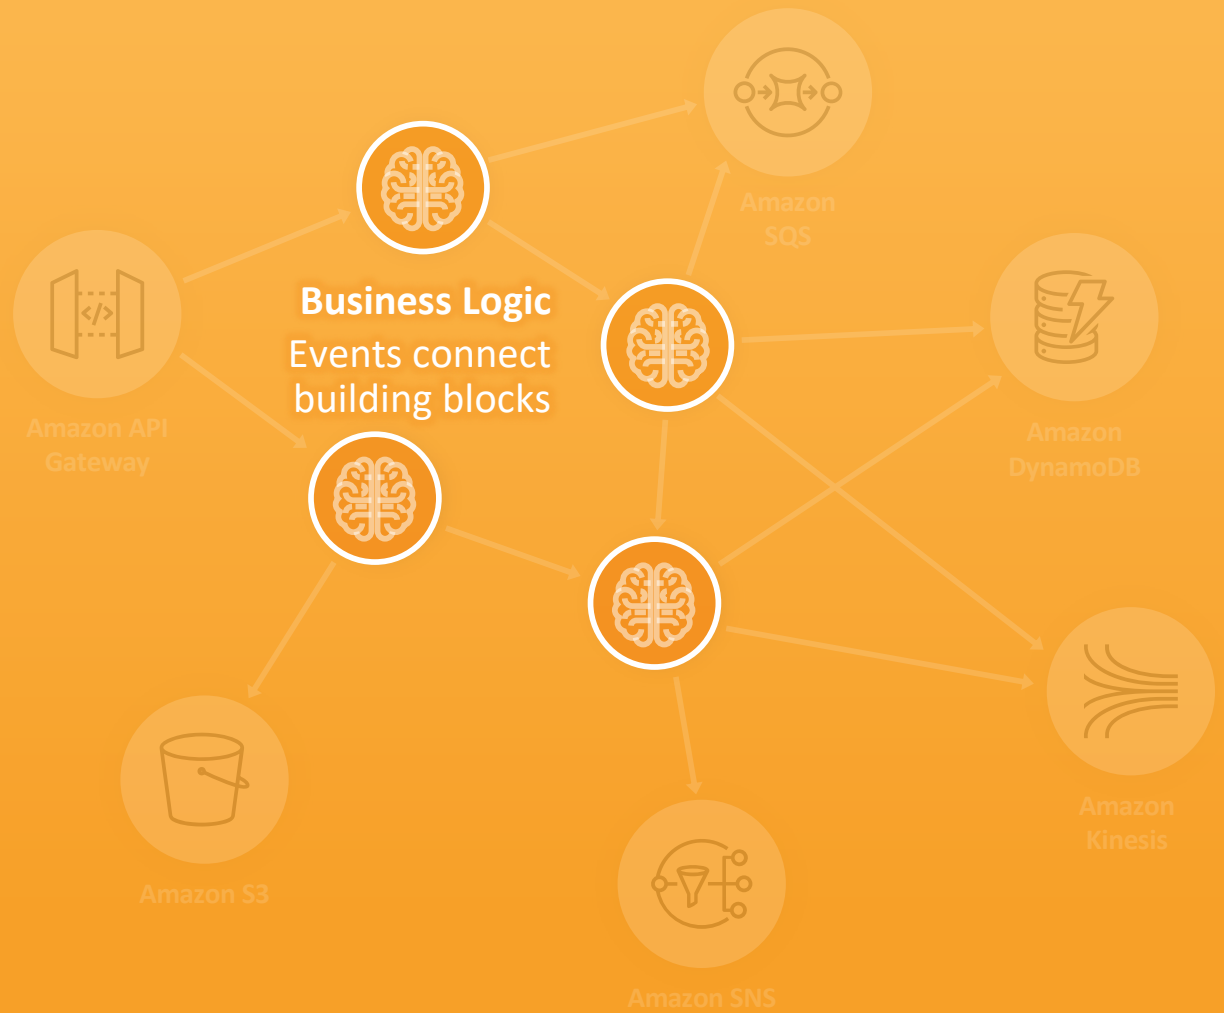 Amazon
SQS
Business Logic
Events connect
building blocks
Amazon API
Gateway
Amazon
DynamoDB
Amazon
Kinesis
Amazon S3
Amazon SNS